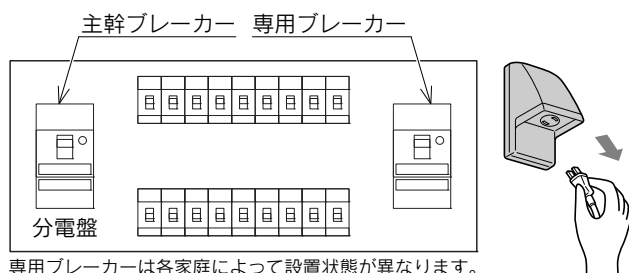 主幹ブレーカー 専用ブレーカー
分電盤
専用ブレーカーは各家庭によって設置状態が異なります。